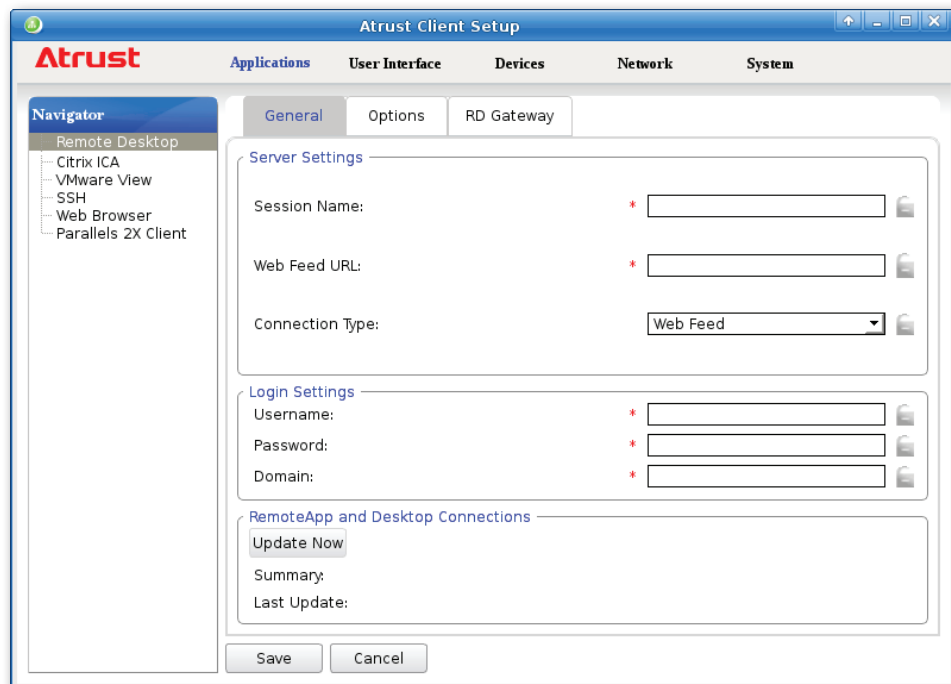 Atrust Client Setup
Atrust
Applications User Interface Devices Network System
Navigator
Remote Desktop
Citrix ICA
VMware View
SSH
Web Browser
Parallels 2X Client
General Options RD Gateway
Server Settings
Session Name: *
Web Feed URL: *
Connection Type: Web Feed
Login Settings
Username: *
Password: *
Domain: *
RemoteApp and Desktop Connections
Update Now
Summary:
Last Update:
Save Cancel